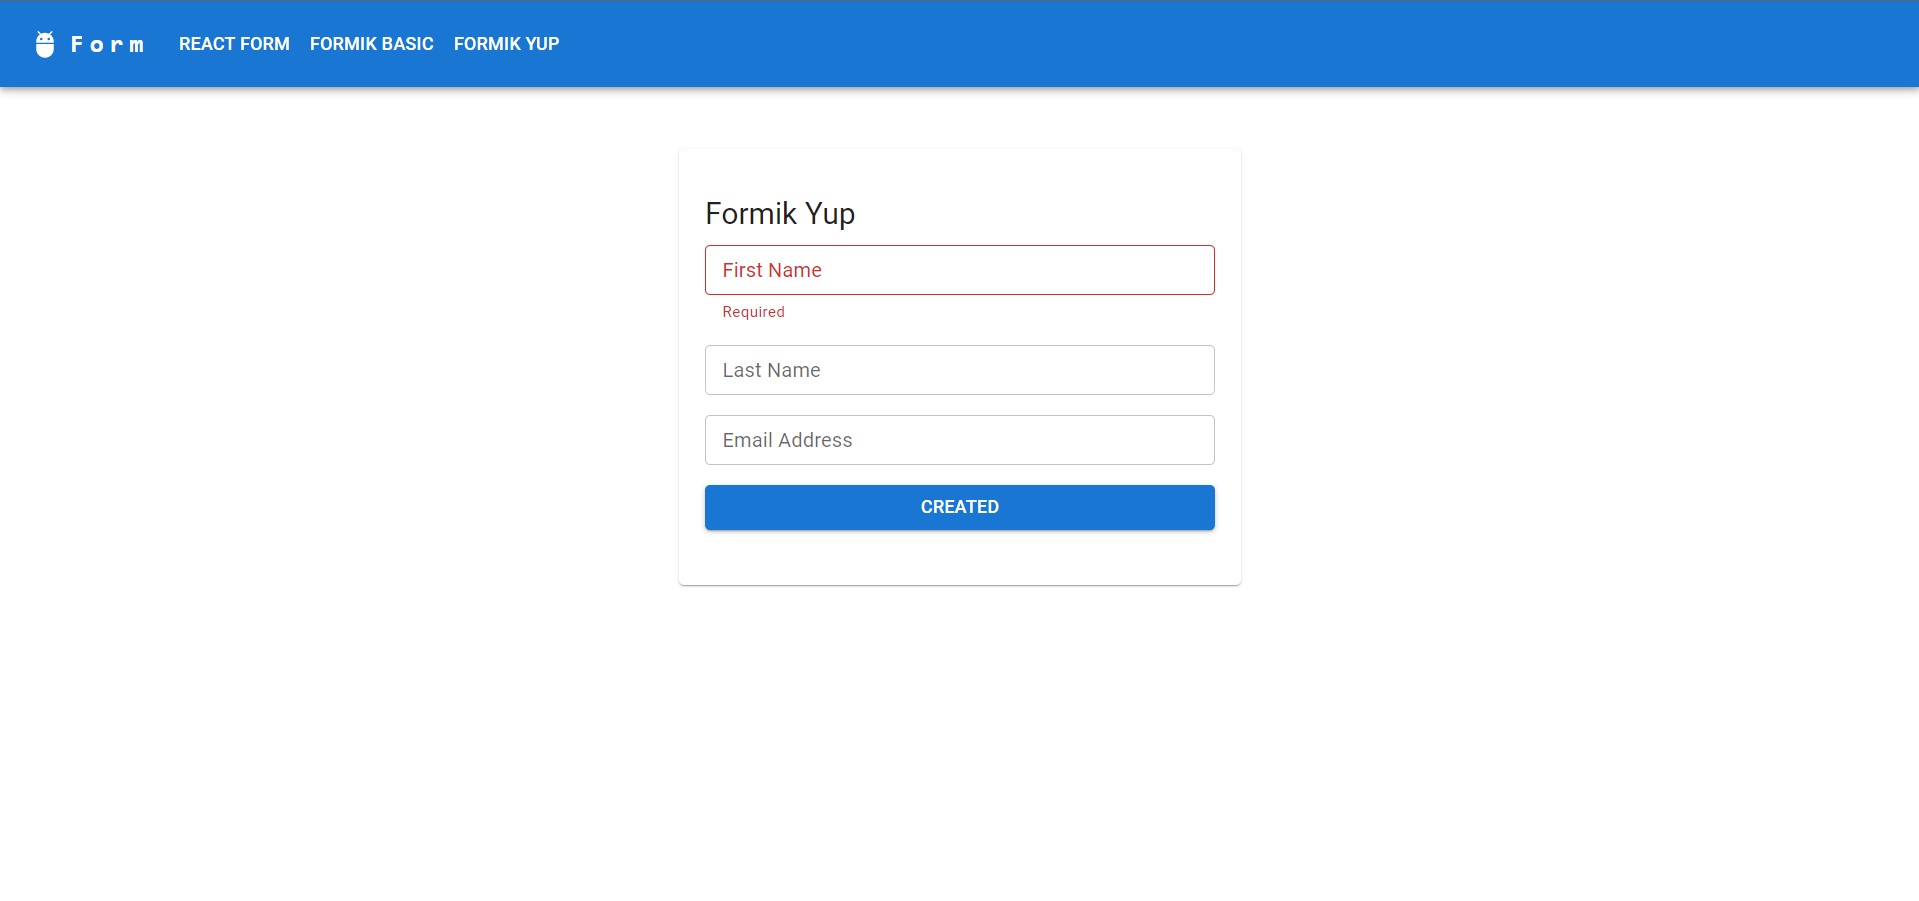 Form REACT FORM FORMIK BASIC FORMIK YUP
Formik Yup
First Name
Required
Last Name
Email Address
CREATED